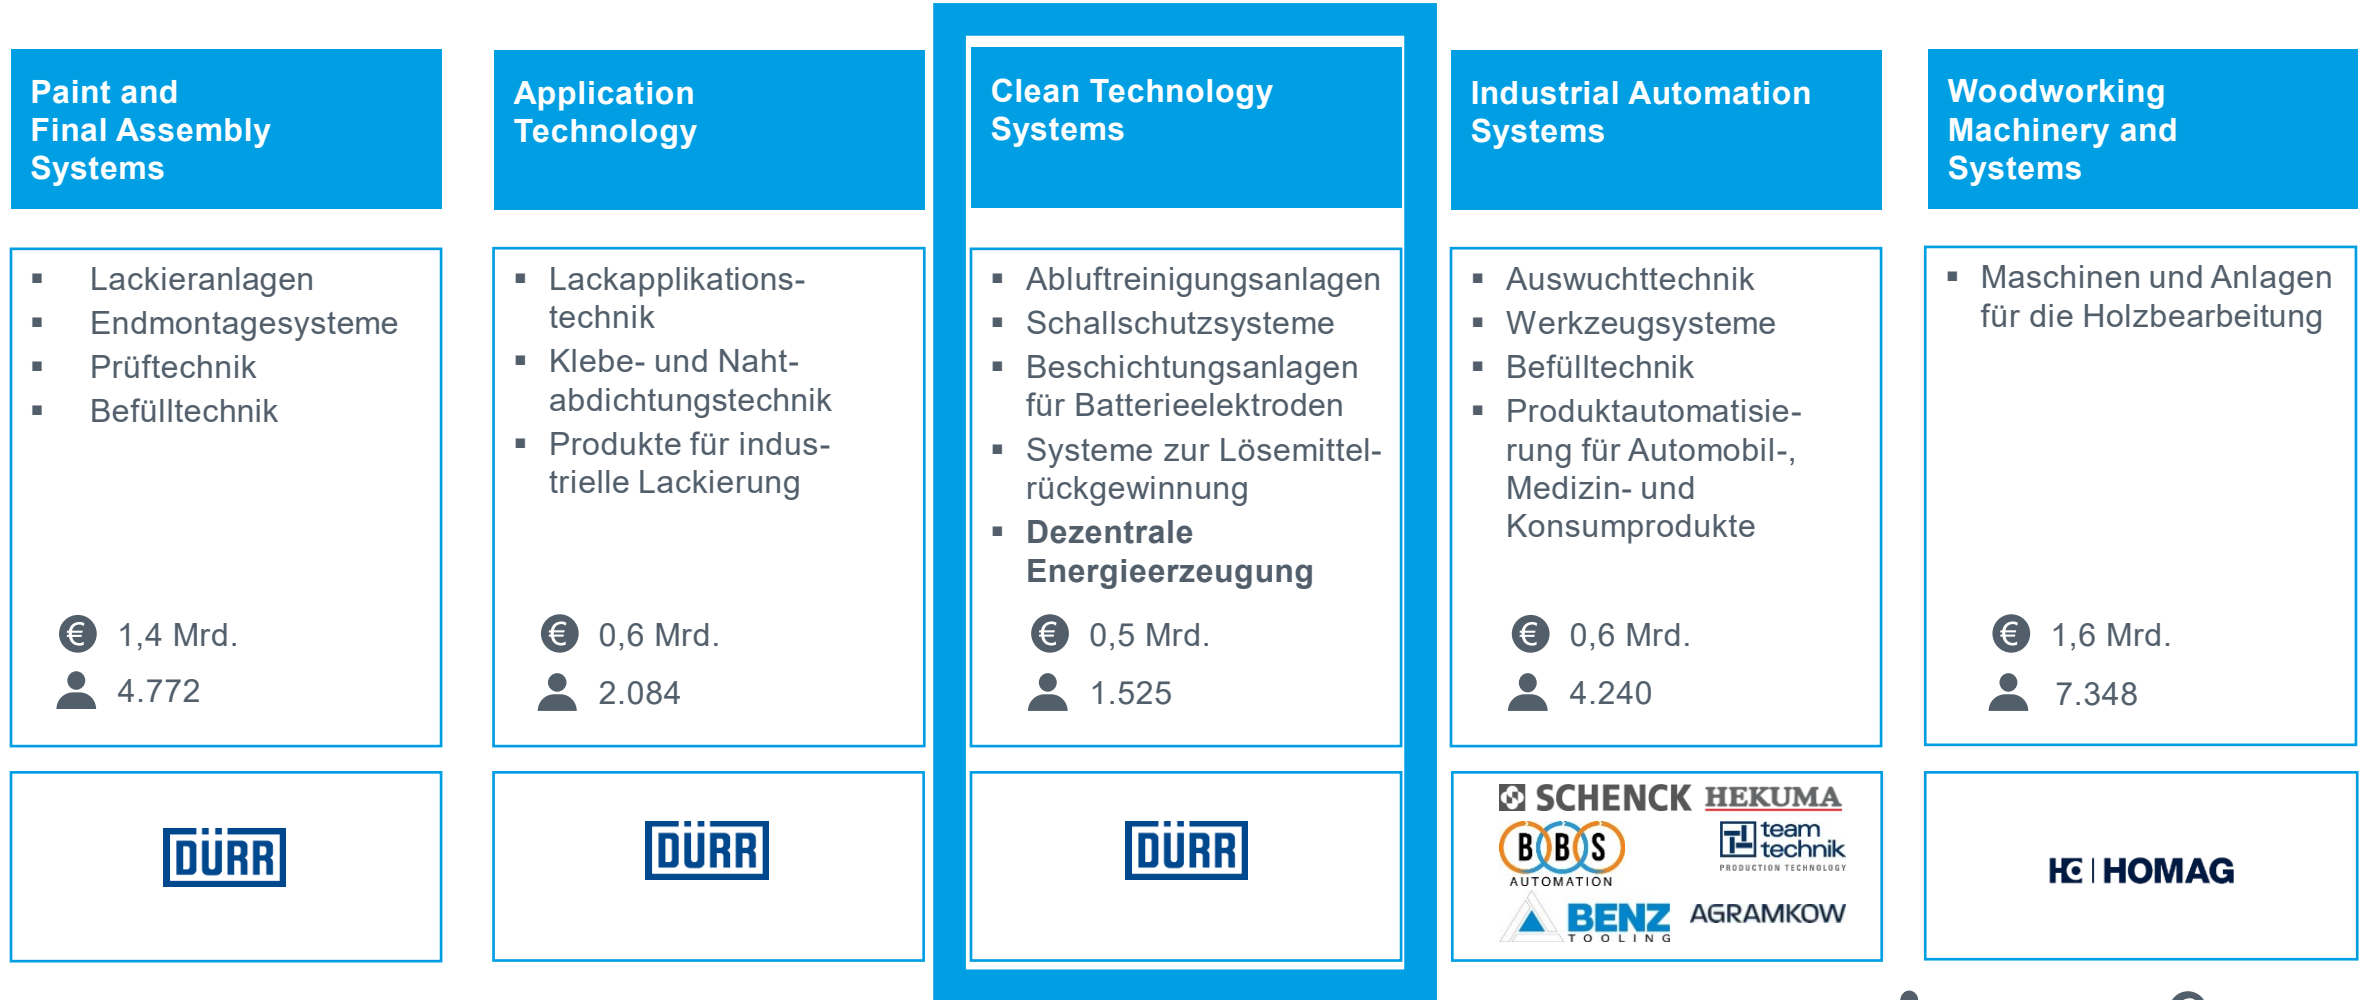 Paint and
Final Assembly
Systems
Lackieranlagen
Endmontagesysteme
Prüftechnik
Befülltechnik
€ 1,4 Mrd.
4.772
DÜRR
Application
Technology
Lackapplikations-
technik
Klebe- und Naht-
abdichtungstechnik
Produkte für indus-
trielle Lackierung
€ 0,6 Mrd.
2.084
DÜRR
Clean Technology
Systems
Abluftreinigungsanlagen
Schallschutzsysteme
Beschichtungsanlagen
für Batterieelektroden
Systeme zur Lösemittel-
rückgewinnung
Dezentrale
Energieerzeugung
€ 0,5 Mrd.
1.525
DÜRR
Industrial Automation
Systems
Auswuchttechnik
Werkzeugsysteme
Befülltechnik
Produktautomatisie-
rung für Automobil-,
Medizin- und
Konsumprodukte
€ 0,6 Mrd.
4.240
SCHENCK HEKUMA
BBS
AUTOMATION
team
technik
PRODUCTION TECHNOLOGY
BENZ
TOOLING
AGRAMKOW
Woodworking
Machinery and
Systems
Maschinen und Anlagen
für die Holzbearbeitung
€ 1,6 Mrd.
7.348
HOMAG